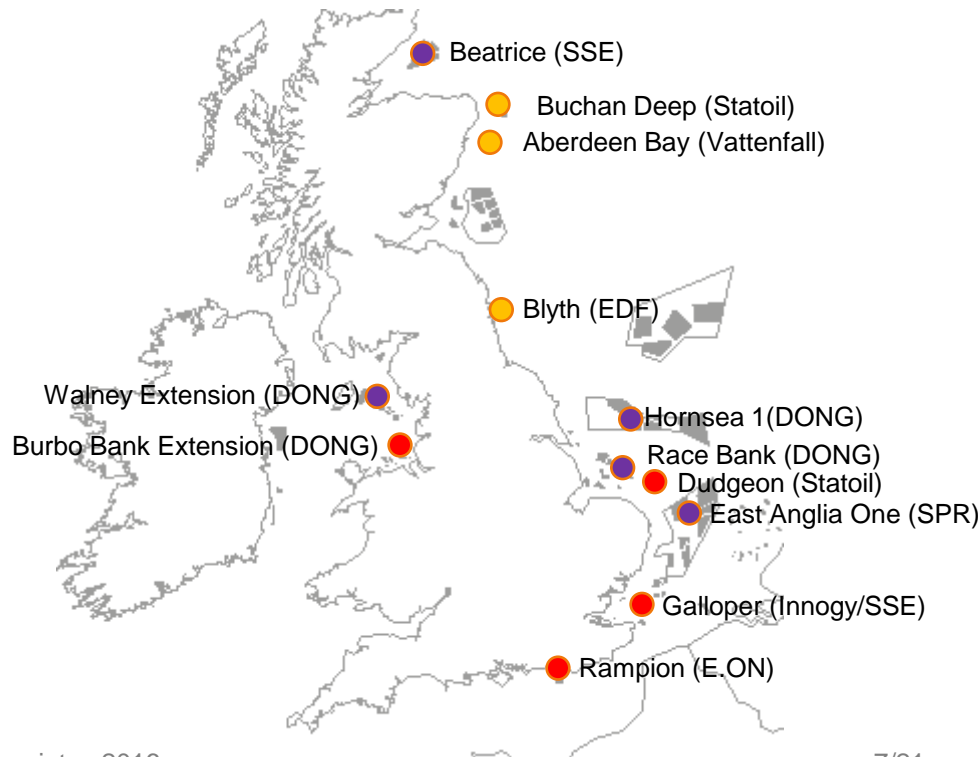 Beatrice (SSE)
Buchan Deep (Statoil)
Aberdeen Bay (Vattenfall)
Blyth (EDF)
Walney Extension (DONG)
Hornsea 1(DONG)
Burbo Bank Extension (DONG)
Race Bank (DONG)
Dudgeon (Statoil)
East Anglia One (SPR)
Galloper (Innogy/SSE)
Rampion (E.ON)